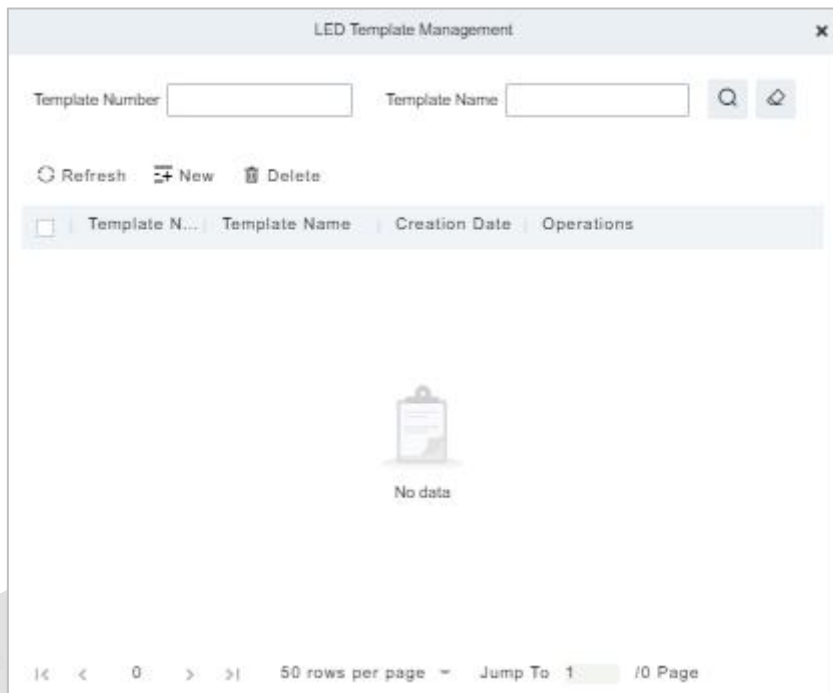 LED Template Management
Template Number Template Name
Refresh New Delete
Template N... Template Name Creation Date Operations
No data
0 50 rows per page Jump To 1 /0 Page